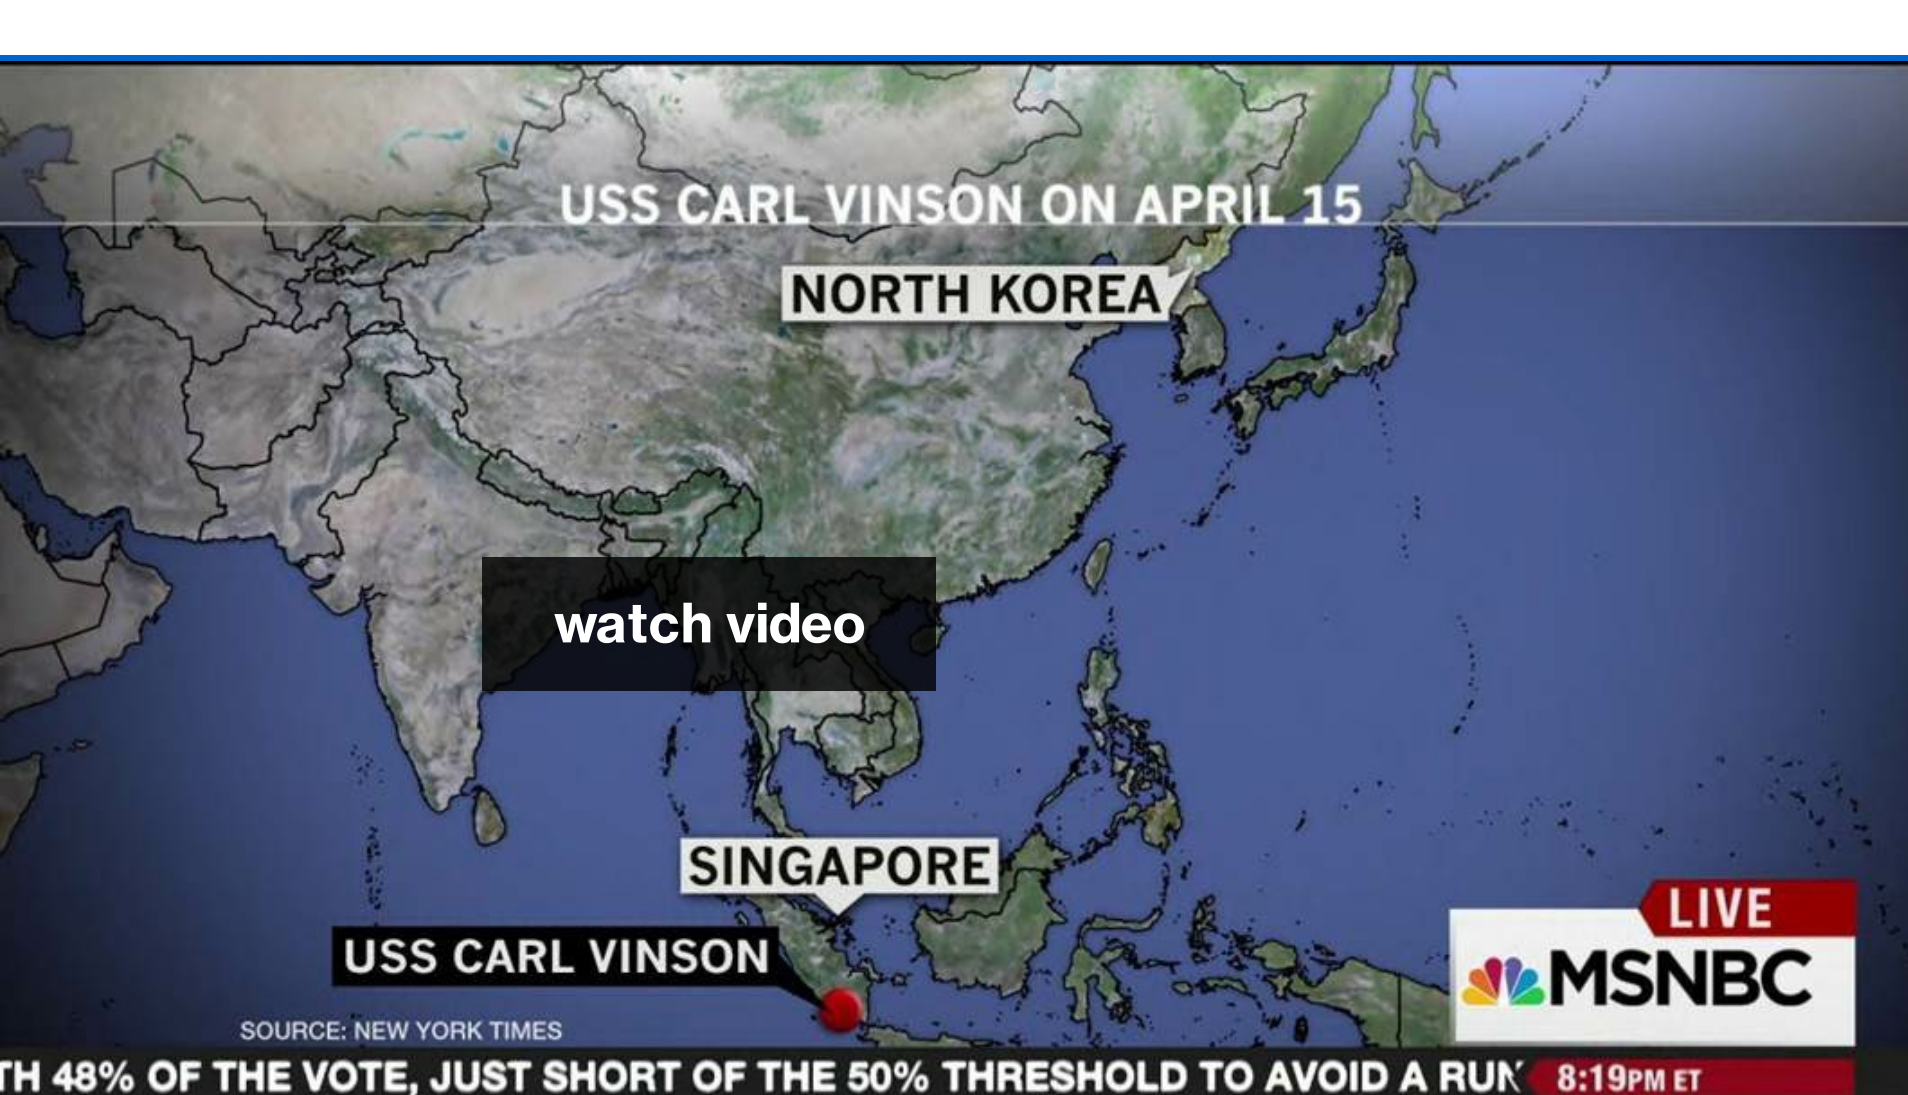 USS CARL VINSON ON APRIL 15
NORTH KOREA
watch video
SINGAPORE
USS CARL VINSON
LIVE
MSNBC
SOURCE: NEW YORK TIMES
TH 48% OF THE VOTE, JUST SHORT OF THE 50% THRESHOLD TO AVOID A RUN
8:19PM ET